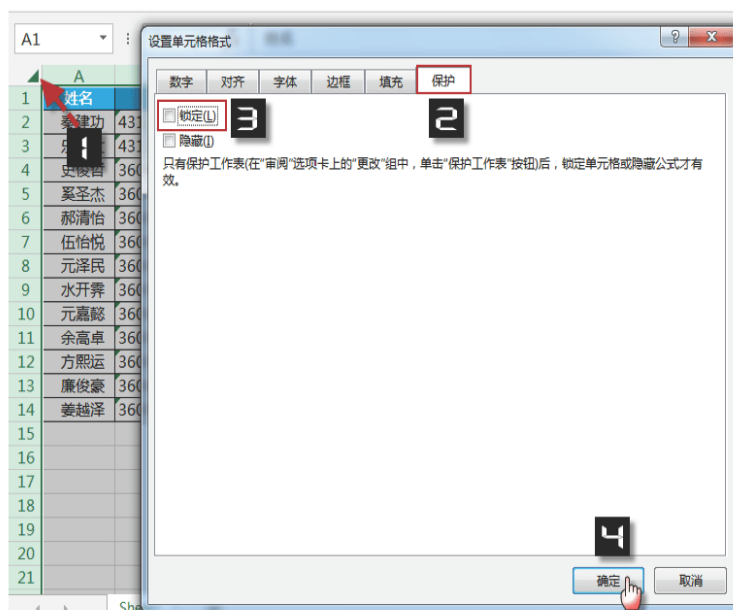 A1
设置单元格格式
数字 对齐 字体 边框 填充 保护
锁定(L)
3
2
隐藏(I)
只有保护工作表(在“审阅”选项卡上的“更改”组中，单击“保护工作表”按钮)后，锁定单元格或隐藏公式才有
效。
A
1 姓名
2 秦建功 431
1
3 431
4 史俊哲 360
5 奚圣杰 360
6 郝清怡 360
7 伍怡悦 360
8 元泽民 360
9 水开霁 360
10 元嘉懿 360
11 余高卓 360
12 方熙运 360
13 廉俊豪 360
14 姜越泽 360
15
16
17
18
19
20
21
4
确定 取消
She